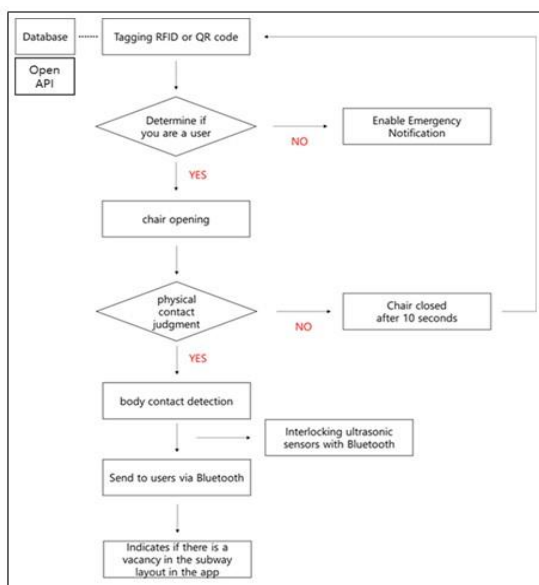 Database
Tagging RFID or QR code
Open
API
Determine if
you are a user
Enable Emergency
Notification
NO
YES
chair opening
physical
contact
judgment
Chair closed
after 10 seconds
NO
YES
body contact detection
Interlocking ultrasonic
sensors with Bluetooth
Send to users via Bluetooth
Indicates if there is a
vacancy in the subway
layout in the app